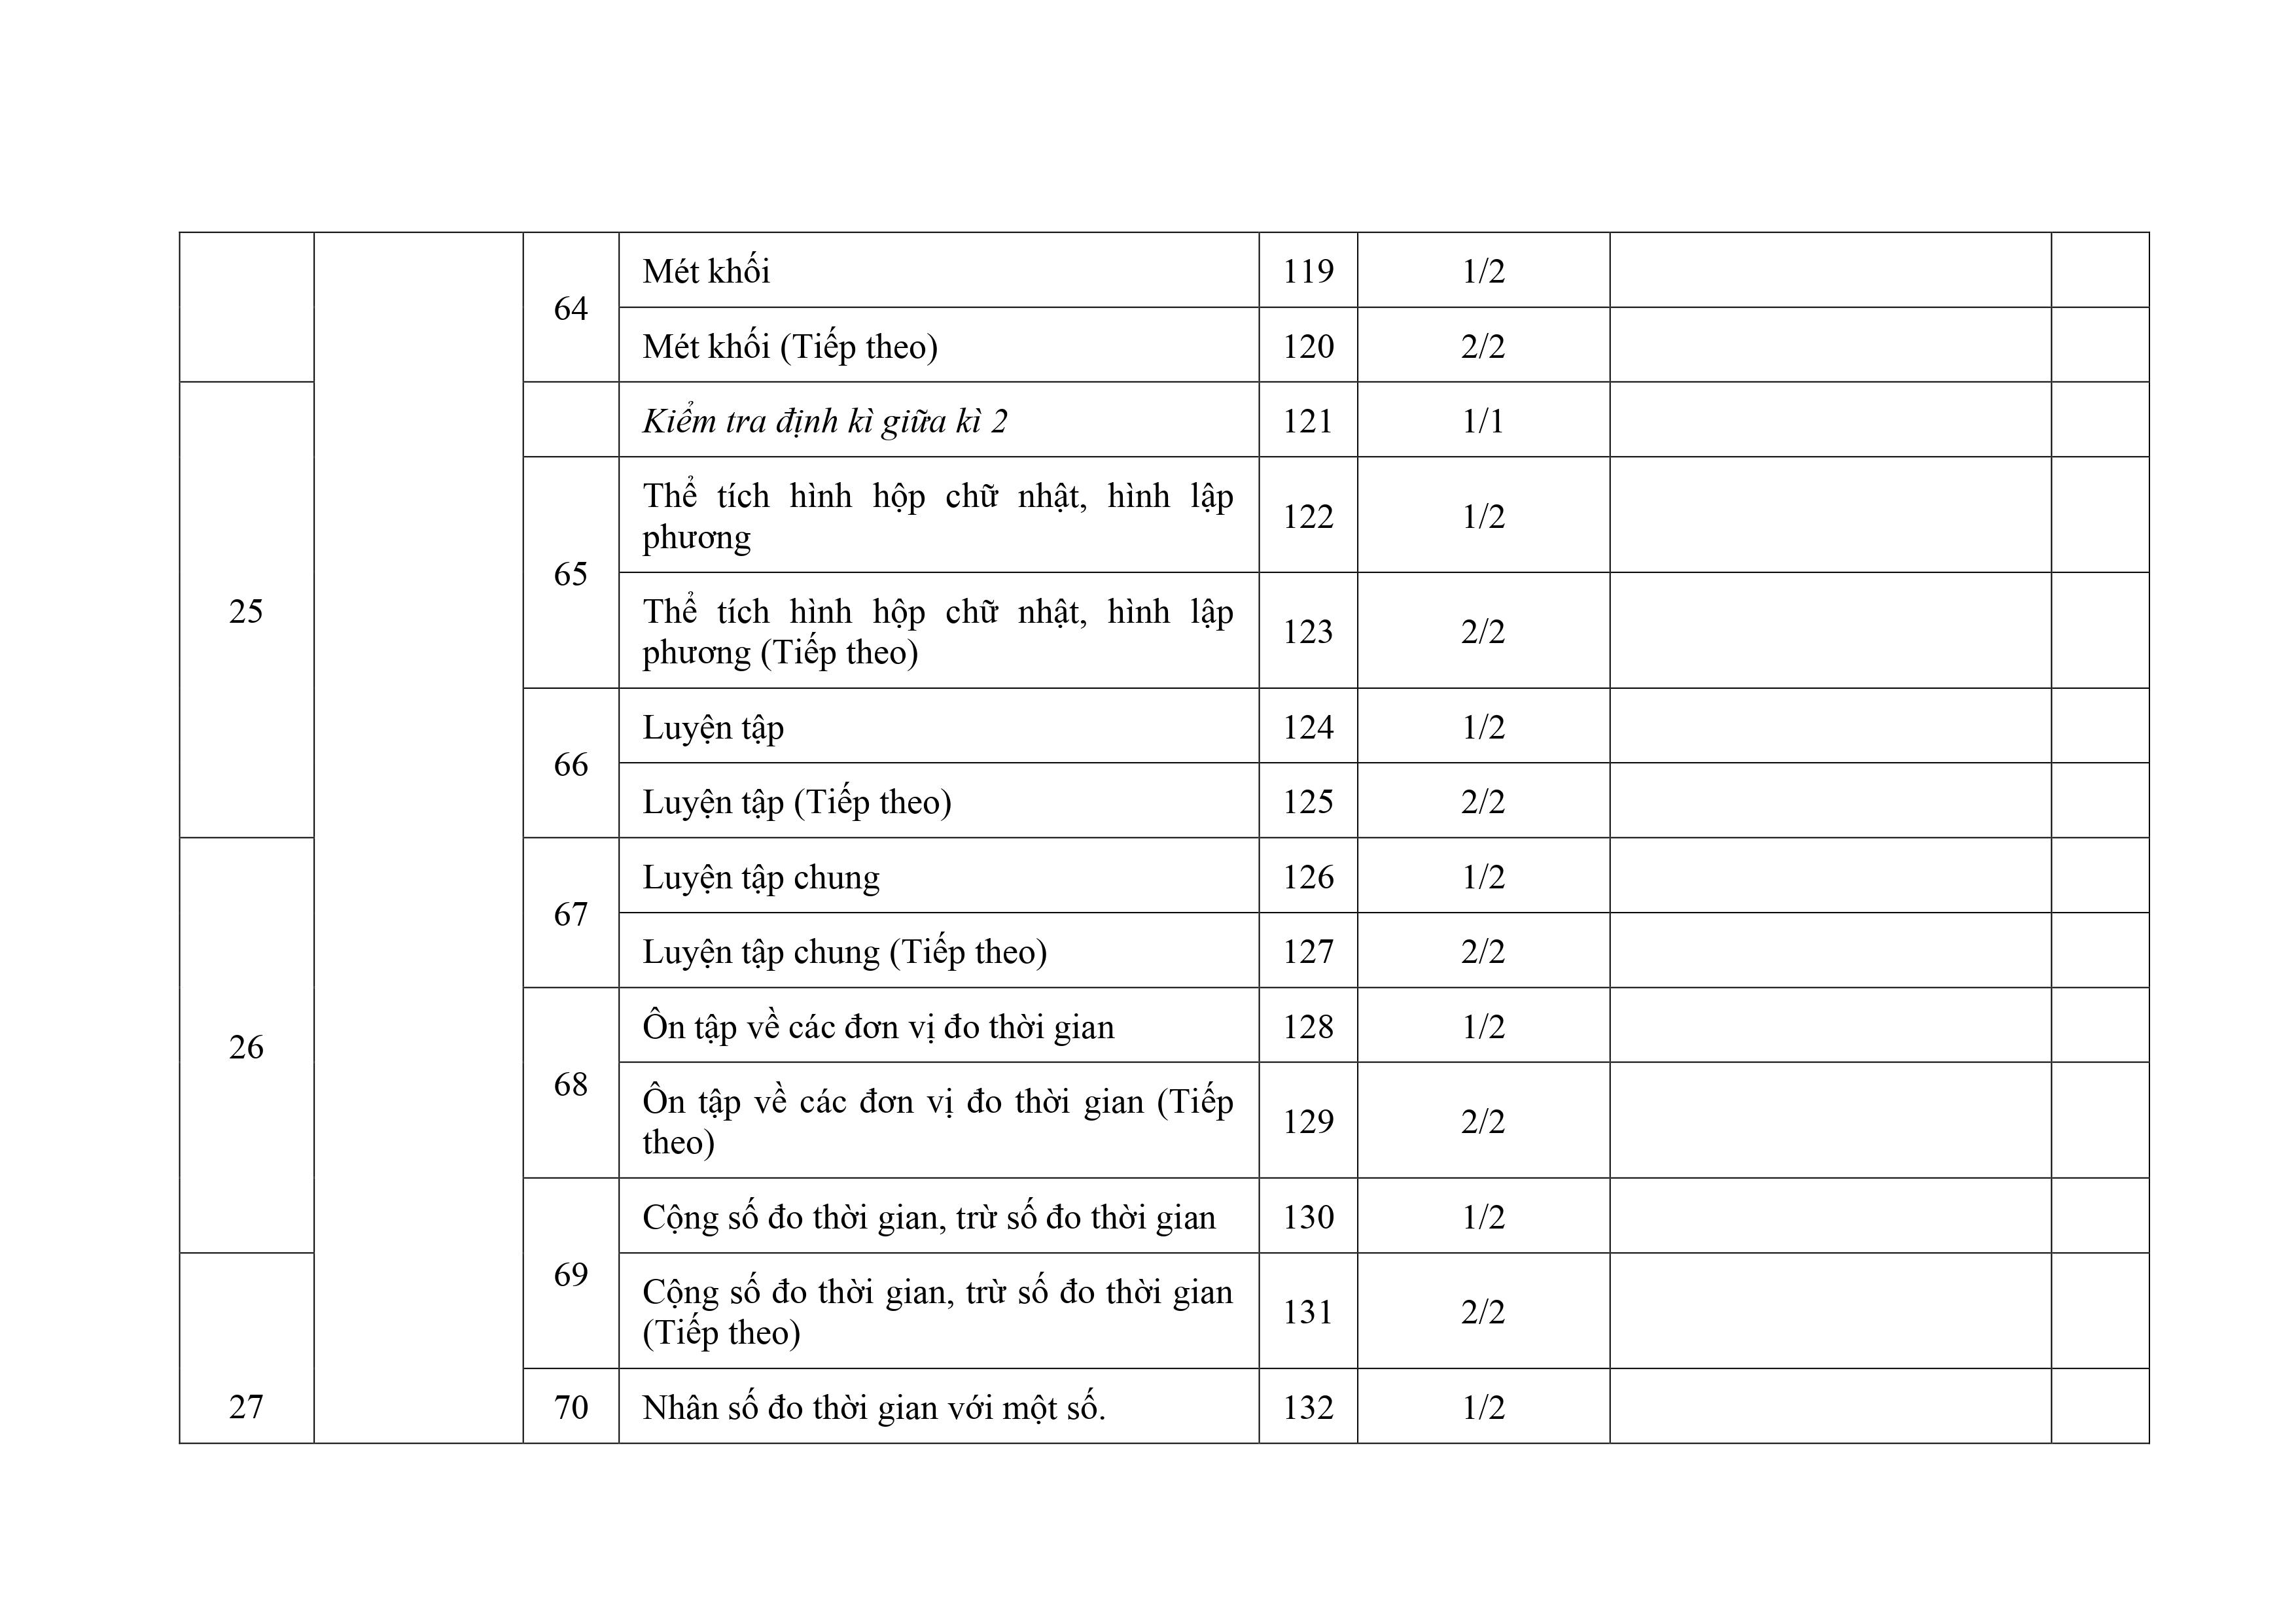 64
Mét khối
119
1/2
Mét khối (Tiếp theo)
120
2/2
25
Kiểm tra định kì giữa kì 2
121
1/1
65
Thể tích hình hộp chữ nhật, hình lập
phương
122
1/2
Thể tích hình hộp chữ nhật, hình lập
phương (Tiếp theo)
123
2/2
66
Luyện tập
124
1/2
Luyện tập (Tiếp theo)
125
2/2
26
67
Luyện tập chung
126
1/2
Luyện tập chung (Tiếp theo)
127
2/2
68
Ôn tập về các đơn vị đo thời gian
128
1/2
Ôn tập về các đơn vị đo thời gian (Tiếp
theo)
129
2/2
69
Cộng số đo thời gian, trừ số đo thời gian
130
1/2
27
Cộng số đo thời gian, trừ số đo thời gian
(Tiếp theo)
131
2/2
70
Nhân số đo thời gian với một số.
132
1/2